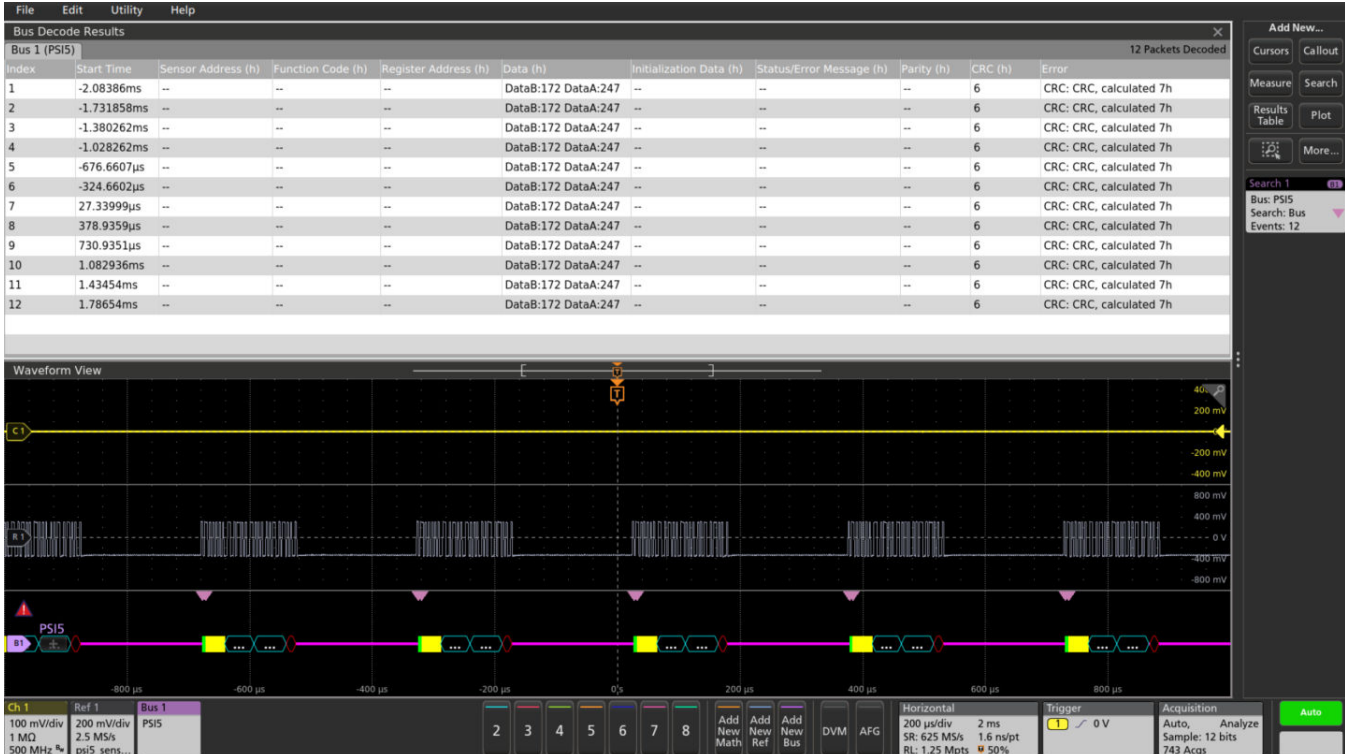 File Edit Utility Help
Bus Decode Results
Bus 1 (PSI5) 12 Packets Decoded
Index Start Time Sensor Address (h) Function Code (h) Register Address (h) Data (h) Initialization Data (h) Status/Error Message (h) Parity (h) CRC (h) Error
1 -2.08386ms -- -- -- DataB:172 DataA:247 -- -- -- 6 CRC: CRC, calculated 7h
2 -1.731858ms -- -- -- DataB:172 DataA:247 -- -- -- 6 CRC: CRC, calculated 7h
3 -1.380262ms -- -- -- DataB:172 DataA:247 -- -- -- 6 CRC: CRC, calculated 7h
4 -1.028262ms -- -- -- DataB:172 DataA:247 -- -- -- 6 CRC: CRC, calculated 7h
5 -676.6607µs -- -- -- DataB:172 DataA:247 -- -- -- 6 CRC: CRC, calculated 7h
6 -324.6602µs -- -- -- DataB:172 DataA:247 -- -- -- 6 CRC: CRC, calculated 7h
7 27.33999µs -- -- -- DataB:172 DataA:247 -- -- -- 6 CRC: CRC, calculated 7h
8 378.9359µs -- -- -- DataB:172 DataA:247 -- -- -- 6 CRC: CRC, calculated 7h
9 730.9351µs -- -- -- DataB:172 DataA:247 -- -- -- 6 CRC: CRC, calculated 7h
10 1.082936ms -- -- -- DataB:172 DataA:247 -- -- -- 6 CRC: CRC, calculated 7h
11 1.43454ms -- -- -- DataB:172 DataA:247 -- -- -- 6 CRC: CRC, calculated 7h
12 1.78654ms -- -- -- DataB:172 DataA:247 -- -- -- 6 CRC: CRC, calculated 7h
Waveform View
T
T
200 mV
C1
-200 mV
-400 mV
800 mV
400 mV
R1
0 V
-400 mV
-800 mV
PSI5
B1
... ... ... ... ... ... ... ... ... ...
-800 µs -600 µs -400 µs -200 µs 0 s 200 µs 400 µs 600 µs 800 µs
Add New...
Cursors Callout
Measure Search
Results Table Plot
More...
Search 1 B1
Bus: PSI5
Search: Bus
Events: 12
Ch 1
100 mV/div
1 MΩ
500 MHz
Ref 1
200 mV/div
2.5 MS/s
psi5_sens...
Bus 1
PSI5
2 3 4 5 6 7 8
Add New Math
Add New Ref
Add New Bus
DVM AFG
Horizontal
200 µs/div 2 ms
SR: 625 MS/s 1.6 ns/pt
RL: 1.25 Mpts 50%
Trigger
1 0 V
Acquisition
Auto, Analyze
Sample: 12 bits
743 Acqs
Auto